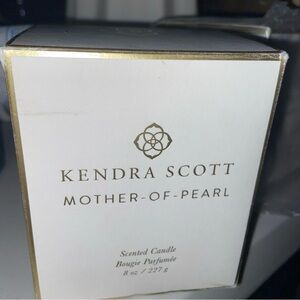 KENDRA SCOTT
MOTHER-OF-PEARL
Scented Candle
Bougie Parfumée
8 oz / 227 g